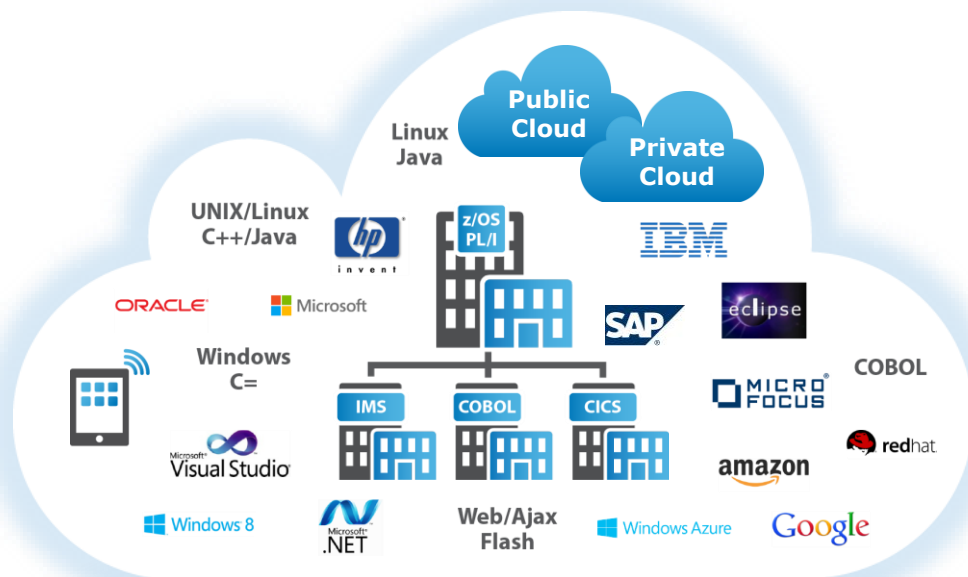 Public
Cloud
Private
Cloud
Linux
Java
UNIX/Linux
C++/Java
hp
invent
z/OS
PL/I
IBM
ORACLE
Microsoft
SAP
eclipse
Windows
C=
COBOL
IMS
COBOL
CICS
MICRO
FOCUS
Microsoft
Visual Studio
amazon
redhat.
Windows 8
Microsoft
.NET
Web/Ajax
Flash
Windows Azure
Google